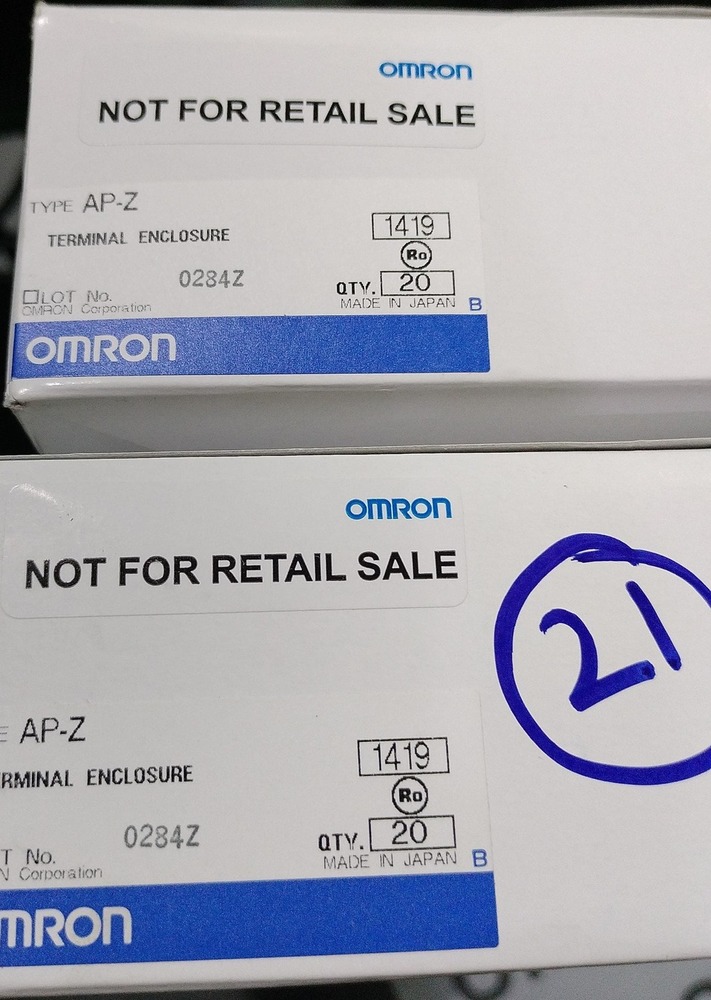 OMRON
NOT FOR RETAIL SALE
TYPE AP-Z
TERMINAL ENCLOSURE
1419
Ro
0284Z
QTY. 20
LOT No.
OMRON Corporation
MADE IN JAPAN B
OMRON
OMRON
NOT FOR RETAIL SALE
21
E AP-Z
RMINAL ENCLOSURE
1419
Ro
0284Z
QTY. 20
T No.
N Corporation
MADE IN JAPAN B
MRON